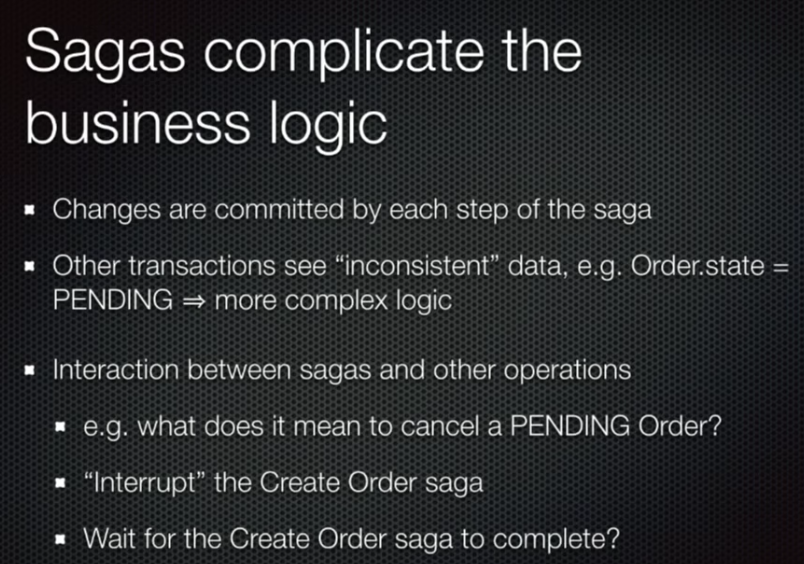 Sagas complicate the
business logic
Changes are committed by each step of the saga
Other transactions see “inconsistent” data, e.g. Order.state =
PENDING ⇒ more complex logic
Interaction between sagas and other operations
e.g. what does it mean to cancel a PENDING Order?
“Interrupt” the Create Order saga
Wait for the Create Order saga to complete?